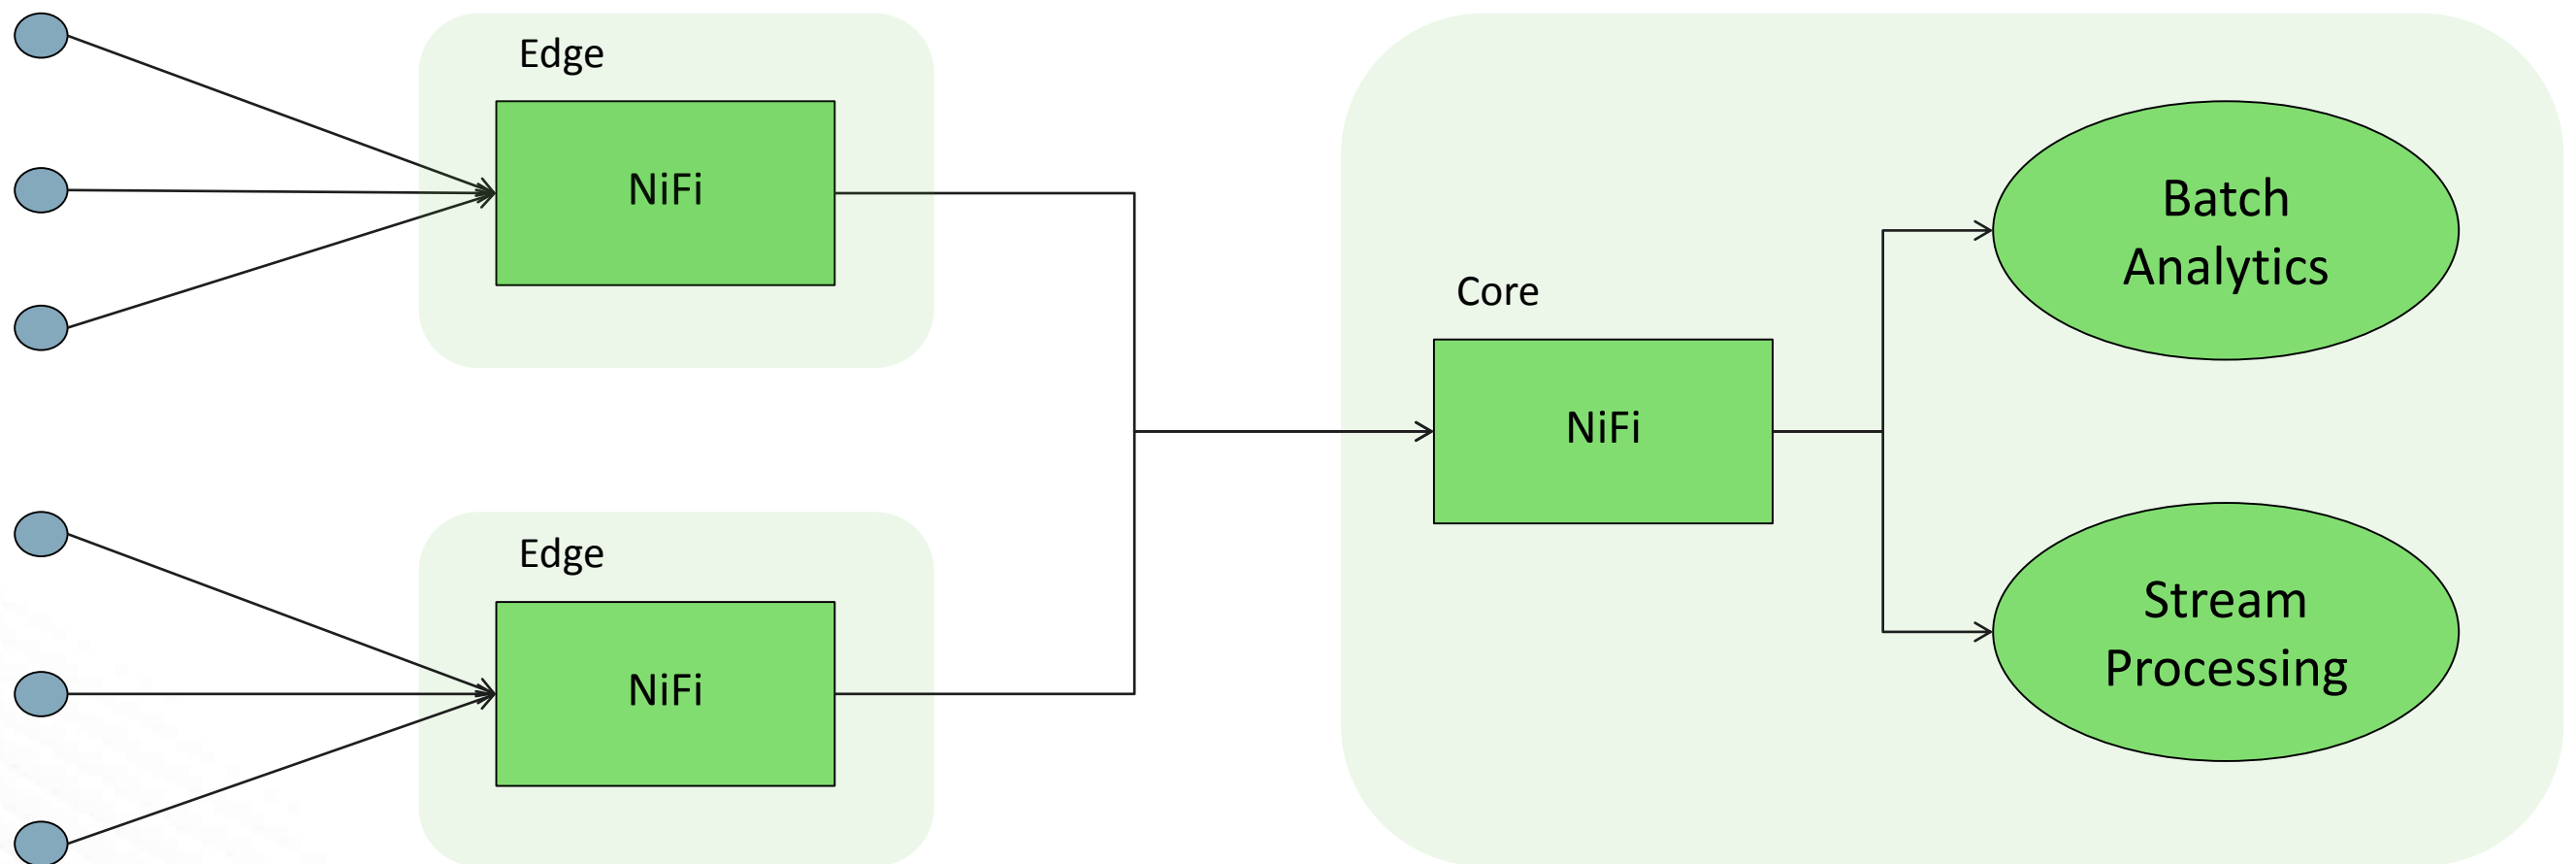 Edge
NiFi
Edge
NiFi
Core
NiFi
Batch
Analytics
Stream
Processing